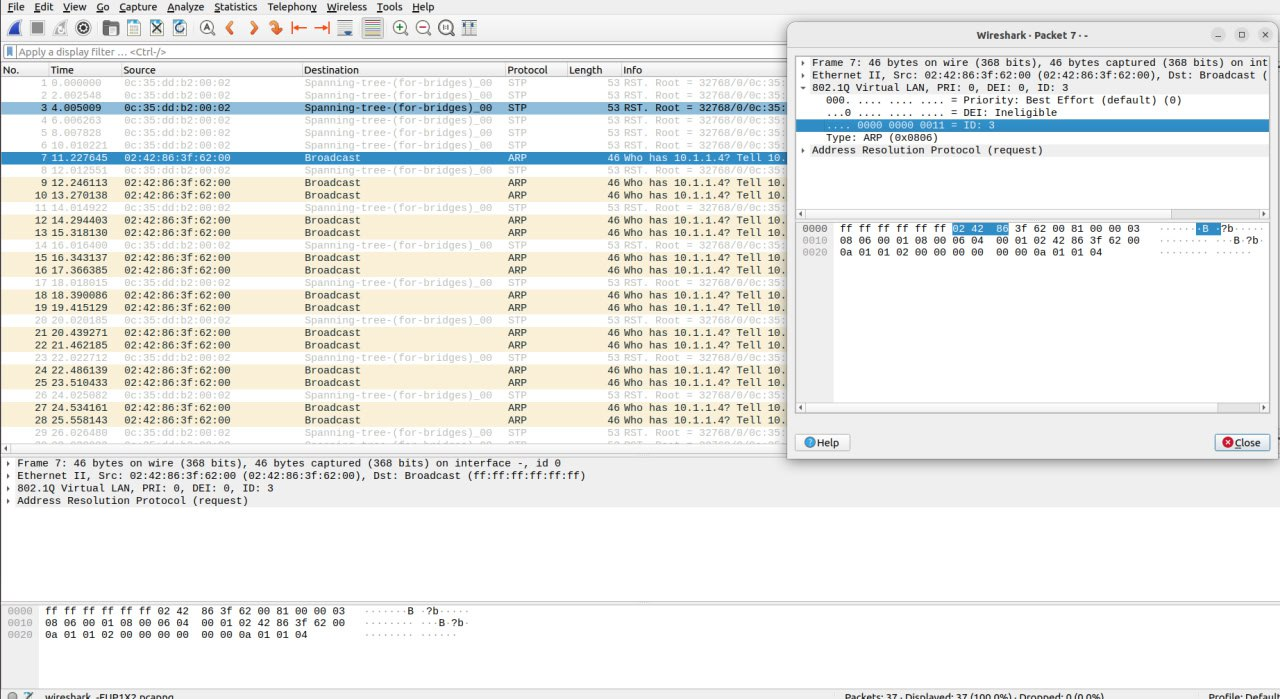 File Edit View Go Capture Analyze Statistics Telephony Wireless Tools Help
Apply a display filter ... <Ctrl-/>
No. Time Source Destination Protocol Length Info
1 0.000000 0c:35:dd:b2:00:02 Spanning-tree-(for-bridges)_00 STP 53 RST. Root = 32768/0/0c:35:
2 2.002548 0c:35:dd:b2:00:02 Spanning-tree-(for-bridges)_00 STP 53 RST. Root = 32768/0/0c:35:
3 4.005009 0c:35:dd:b2:00:02 Spanning-tree-(for-bridges)_00 STP 53 RST. Root = 32768/0/0c:35:
4 6.006263 0c:35:dd:b2:00:02 Spanning-tree-(for-bridges)_00 STP 53 RST. Root = 32768/0/0c:35:
5 8.007828 0c:35:dd:b2:00:02 Spanning-tree-(for-bridges)_00 STP 53 RST. Root = 32768/0/0c:35:
6 10.010221 0c:35:dd:b2:00:02 Spanning-tree-(for-bridges)_00 STP 53 RST. Root = 32768/0/0c:35:
7 11.227645 02:42:86:3f:62:00 Broadcast ARP 46 Who has 10.1.1.4? Tell 10.
8 12.012551 0c:35:dd:b2:00:02 Spanning-tree-(for-bridges)_00 STP 53 RST. Root = 32768/0/0c:35:
9 12.246113 02:42:86:3f:62:00 Broadcast ARP 46 Who has 10.1.1.4? Tell 10.
10 13.270138 02:42:86:3f:62:00 Broadcast ARP 46 Who has 10.1.1.4? Tell 10.
11 14.014922 0c:35:dd:b2:00:02 Spanning-tree-(for-bridges)_00 STP 53 RST. Root = 32768/0/0c:35:
12 14.294403 02:42:86:3f:62:00 Broadcast ARP 46 Who has 10.1.1.4? Tell 10.
13 15.318130 02:42:86:3f:62:00 Broadcast ARP 46 Who has 10.1.1.4? Tell 10.
14 16.016400 0c:35:dd:b2:00:02 Spanning-tree-(for-bridges)_00 STP 53 RST. Root = 32768/0/0c:35:
15 16.343137 02:42:86:3f:62:00 Broadcast ARP 46 Who has 10.1.1.4? Tell 10.
16 17.366385 02:42:86:3f:62:00 Broadcast ARP 46 Who has 10.1.1.4? Tell 10.
17 18.018015 0c:35:dd:b2:00:02 Spanning-tree-(for-bridges)_00 STP 53 RST. Root = 32768/0/0c:35:
18 18.390086 02:42:86:3f:62:00 Broadcast ARP 46 Who has 10.1.1.4? Tell 10.
19 19.415129 02:42:86:3f:62:00 Broadcast ARP 46 Who has 10.1.1.4? Tell 10.
20 20.020185 0c:35:dd:b2:00:02 Spanning-tree-(for-bridges)_00 STP 53 RST. Root = 32768/0/0c:35:
21 20.439271 02:42:86:3f:62:00 Broadcast ARP 46 Who has 10.1.1.4? Tell 10.
22 21.462185 02:42:86:3f:62:00 Broadcast ARP 46 Who has 10.1.1.4? Tell 10.
23 22.022712 0c:35:dd:b2:00:02 Spanning-tree-(for-bridges)_00 STP 53 RST. Root = 32768/0/0c:35:
24 22.486139 02:42:86:3f:62:00 Broadcast ARP 46 Who has 10.1.1.4? Tell 10.
25 23.510433 02:42:86:3f:62:00 Broadcast ARP 46 Who has 10.1.1.4? Tell 10.
26 24.025082 0c:35:dd:b2:00:02 Spanning-tree-(for-bridges)_00 STP 53 RST. Root = 32768/0/0c:35:
27 24.534161 02:42:86:3f:62:00 Broadcast ARP 46 Who has 10.1.1.4? Tell 10.
28 25.558143 02:42:86:3f:62:00 Broadcast ARP 46 Who has 10.1.1.4? Tell 10.
29 26.026480 0c:35:dd:b2:00:02 Spanning-tree-(for-bridges)_00 STP 53 RST. Root = 32768/0/0c:35:
Frame 7: 46 bytes on wire (368 bits), 46 bytes captured (368 bits) on interface -, id 0
Ethernet II, Src: 02:42:86:3f:62:00 (02:42:86:3f:62:00), Dst: Broadcast (ff:ff:ff:ff:ff:ff)
802.1Q Virtual LAN, PRI: 0, DEI: 0, ID: 3
Address Resolution Protocol (request)
0000 ff ff ff ff ff ff 02 42 86 3f 62 00 81 00 00 03 ·······B ·?b·····
0010 08 06 00 01 08 00 06 04 00 01 02 42 86 3f 62 00 ········ ···B·?b·
0020 0a 01 01 02 00 00 00 00 00 00 0a 01 01 04 ········ ······
wireshark_-EUP1X2.pcapng Packets: 37 · Displayed: 37 (100.0%) · Dropped: 0 (0.0%) Profile: Default
Wireshark · Packet 7 · -
Frame 7: 46 bytes on wire (368 bits), 46 bytes captured (368 bits) on int
Ethernet II, Src: 02:42:86:3f:62:00 (02:42:86:3f:62:00), Dst: Broadcast (
802.1Q Virtual LAN, PRI: 0, DEI: 0, ID: 3
000. .... .... .... = Priority: Best Effort (default) (0)
...0 .... .... .... = DEI: Ineligible
.... 0000 0000 0011 = ID: 3
Type: ARP (0x0806)
Address Resolution Protocol (request)
0000 ff ff ff ff ff ff 02 42 86 3f 62 00 81 00 00 03 ·······B ·?b·····
0010 08 06 00 01 08 00 06 04 00 01 02 42 86 3f 62 00 ········ ···B·?b·
0020 0a 01 01 02 00 00 00 00 00 00 0a 01 01 04 ········ ······
Help
Close